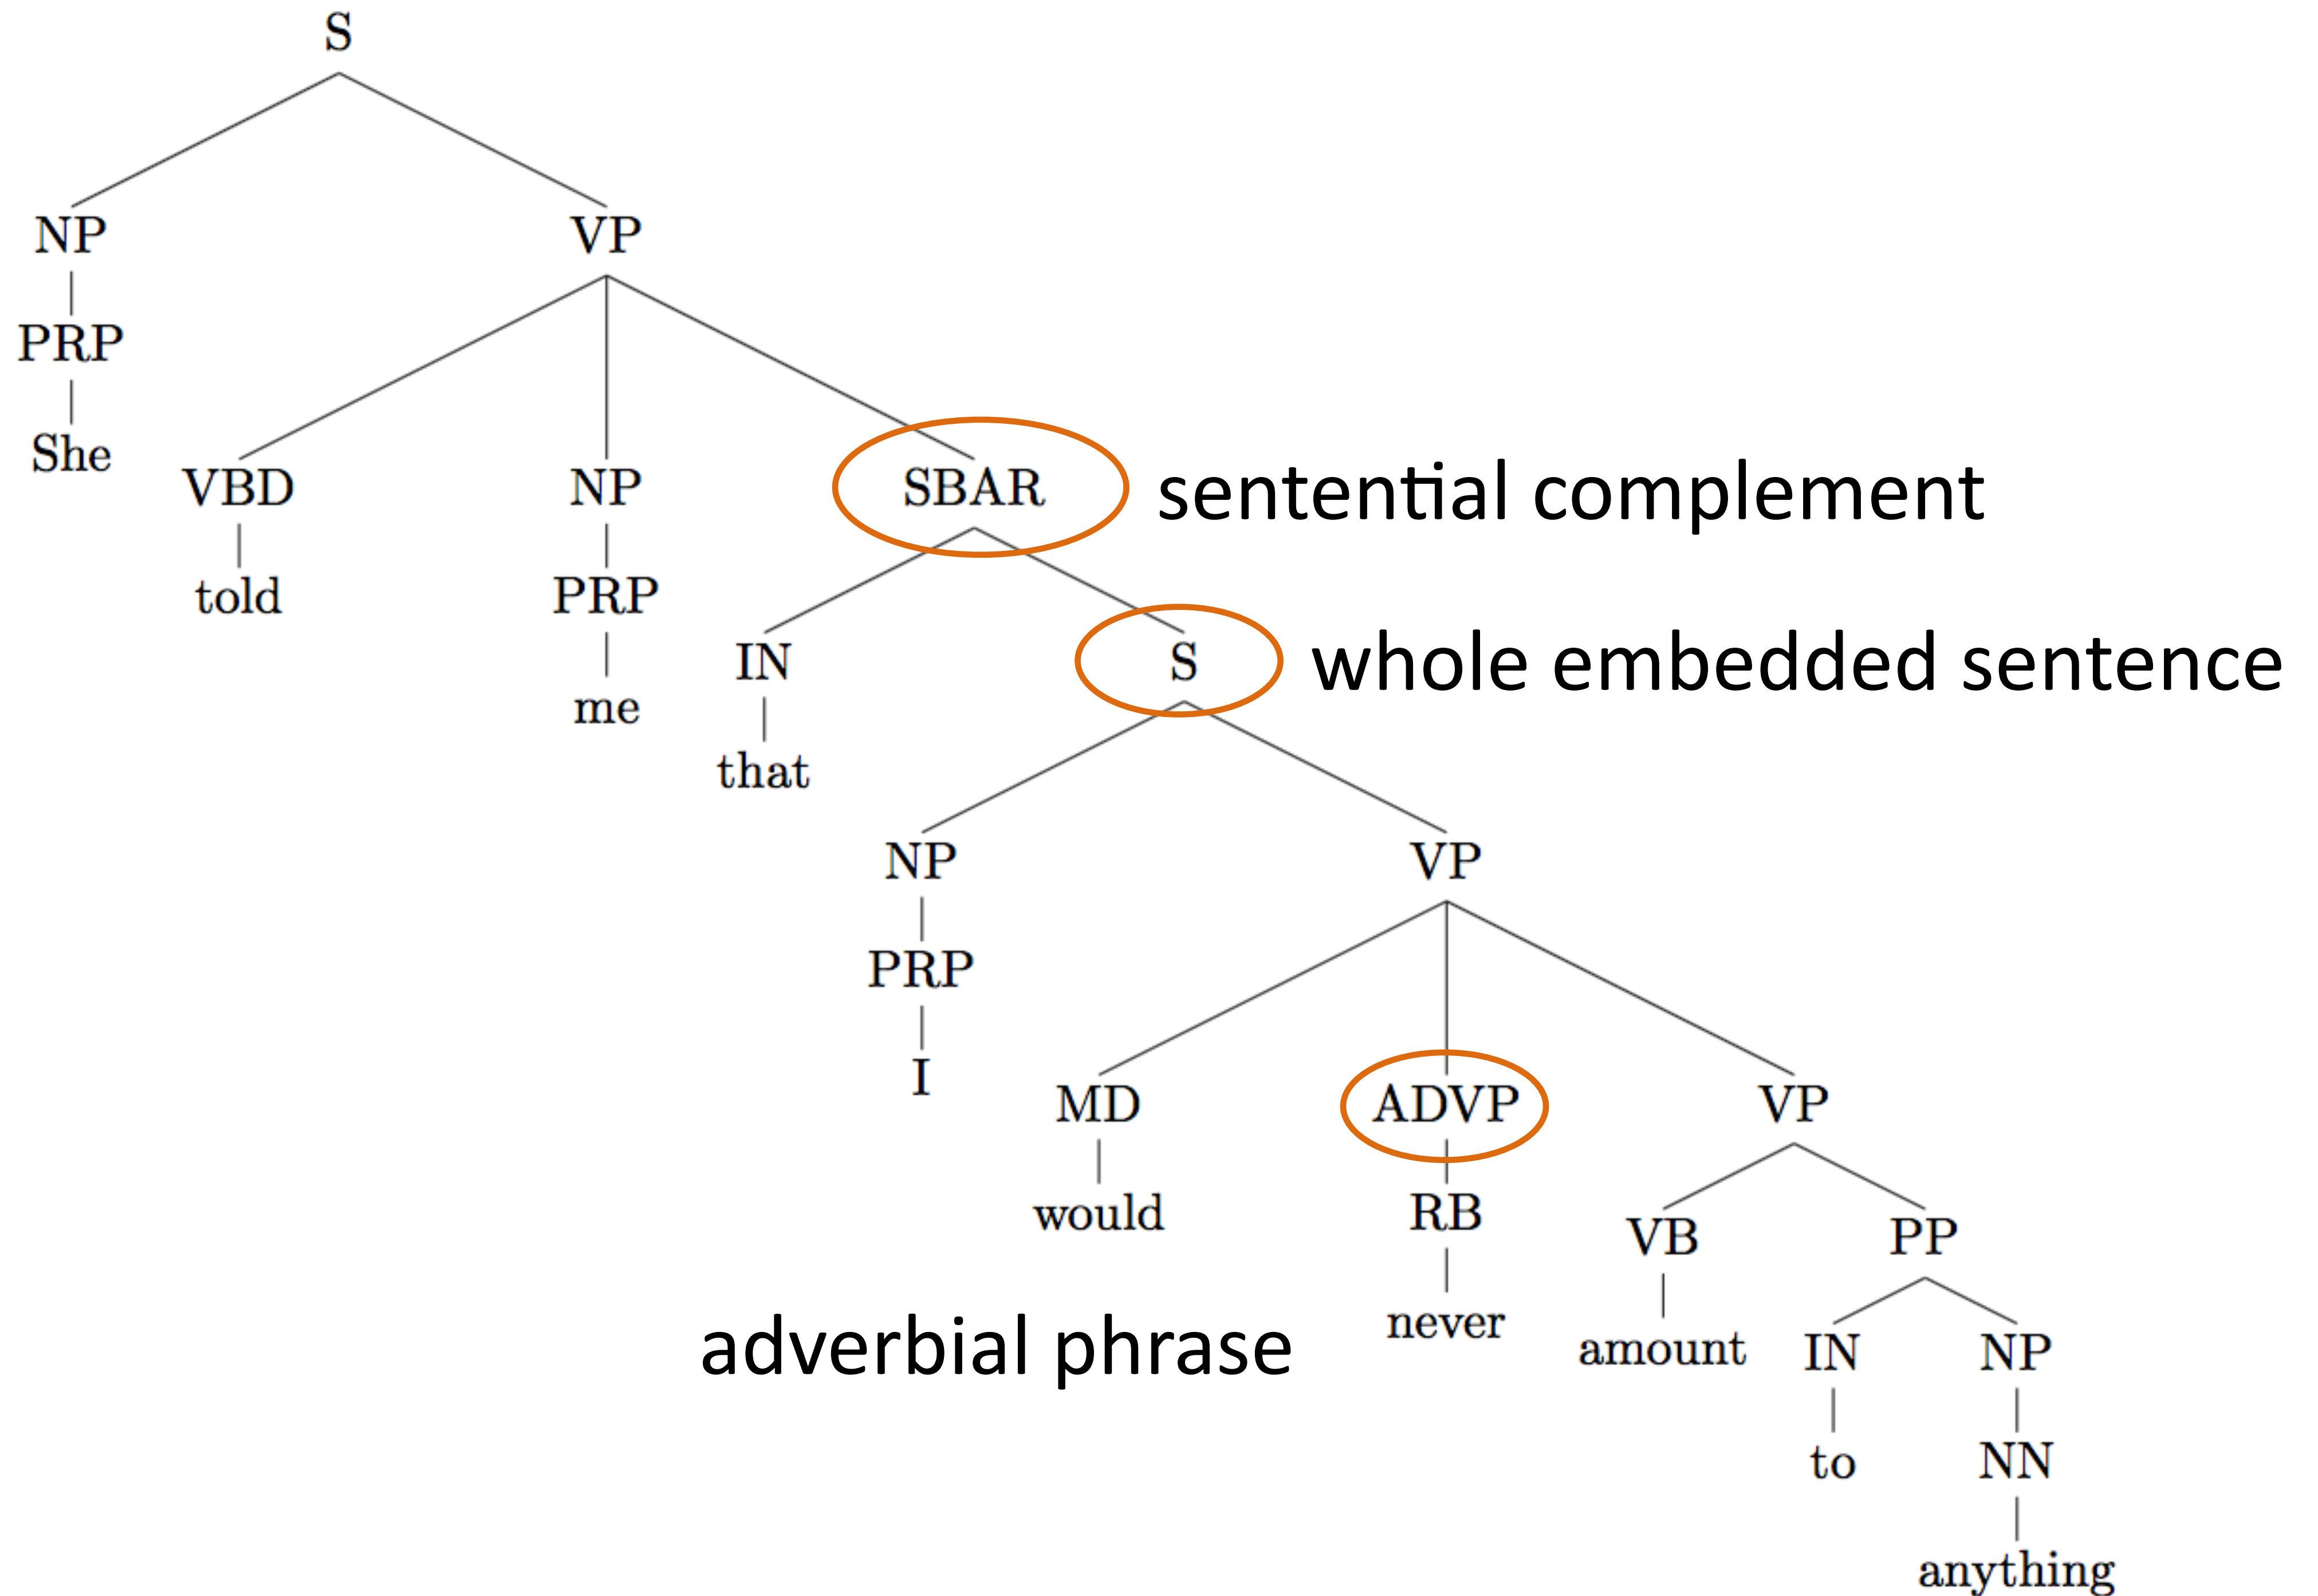 S
NP VP
PRP
She
VBD NP SBAR sentential complement
told PRP
IN S whole embedded sentence
me
that
NP VP
PRP
I
MD ADVP VP
would RB
VB PP
never
adverbial phrase
amount IN NP
to NN
anything